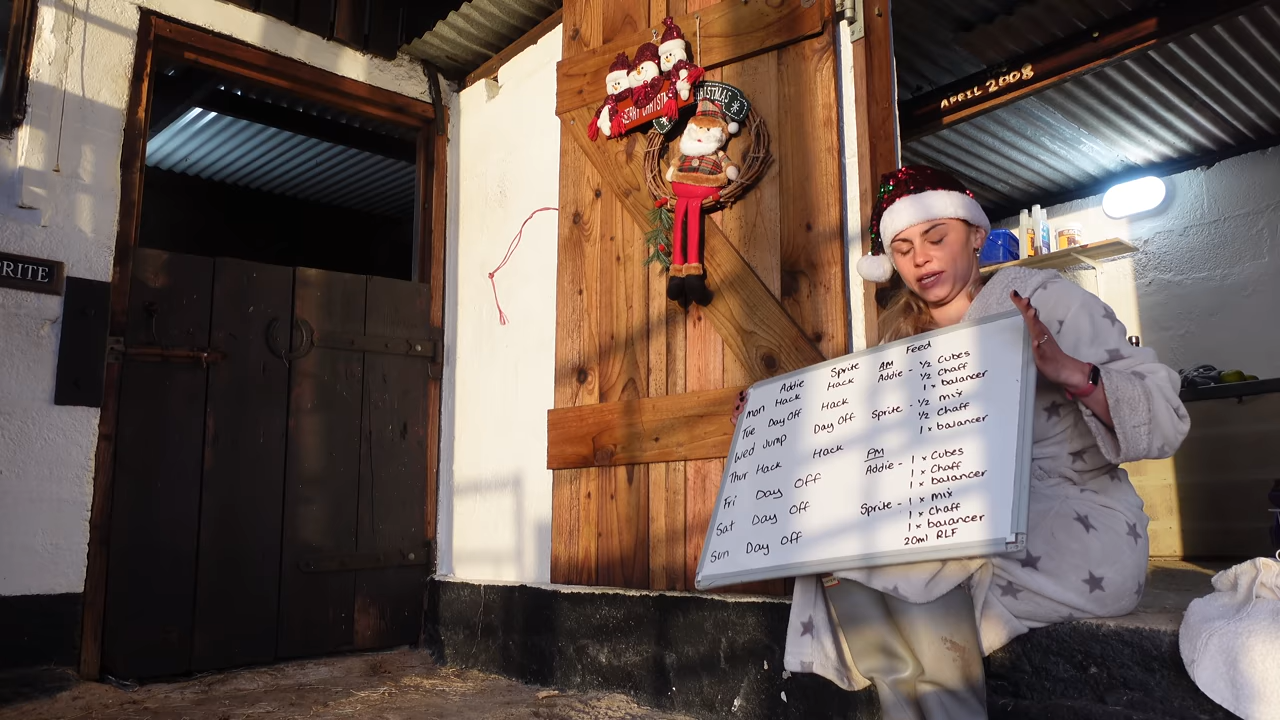 APRIL 2008
MERRY CHRISTMAS
CHRISTMAS
PRITE
Addie Sprite
Mon Hack Hack
Tue Day Off Hack
Wed Jump Day Off
Thur Hack Hack
Fri Day Off
Sat Day Off
Sun Day Off
Feed
AM
Addie - 1/2 Cubes
1/2 Chaff
1 x balancer
Sprite - 1/2 mix
1/2 Chaff
1 x balancer
PM
Addie - 1 x Cubes
1 x Chaff
1 x balancer
Sprite - 1 x mix
1 x Chaff
1 x balancer
20ml RLF